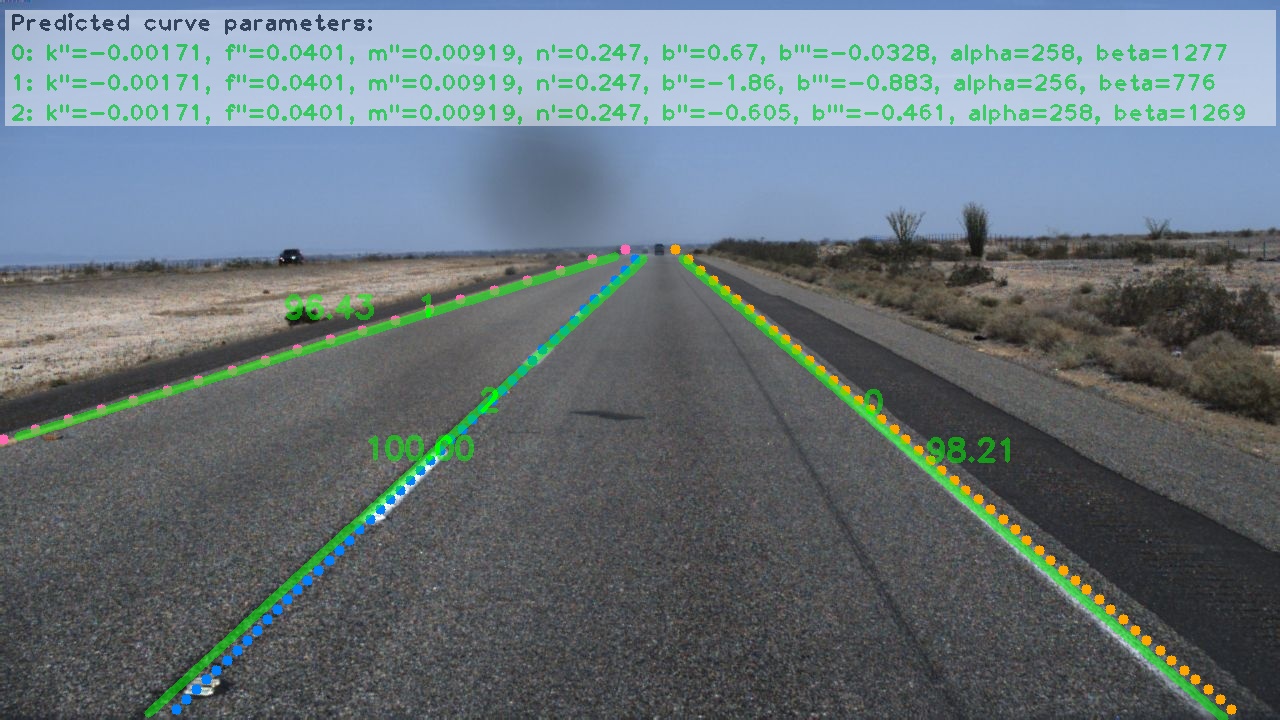 Predicted curve parameters:
0: k''=-0.00171, f''=0.0401, m''=0.00919, n'=0.247, b''=0.67, b'''=-0.0328, alpha=258, beta=1277
1: k''=-0.00171, f''=0.0401, m''=0.00919, n'=0.247, b''=-1.86, b'''=-0.883, alpha=256, beta=776
2: k''=-0.00171, f''=0.0401, m''=0.00919, n'=0.247, b''=-0.605, b'''=-0.461, alpha=258, beta=1269
96.43 1
2 0
100.00 98.21